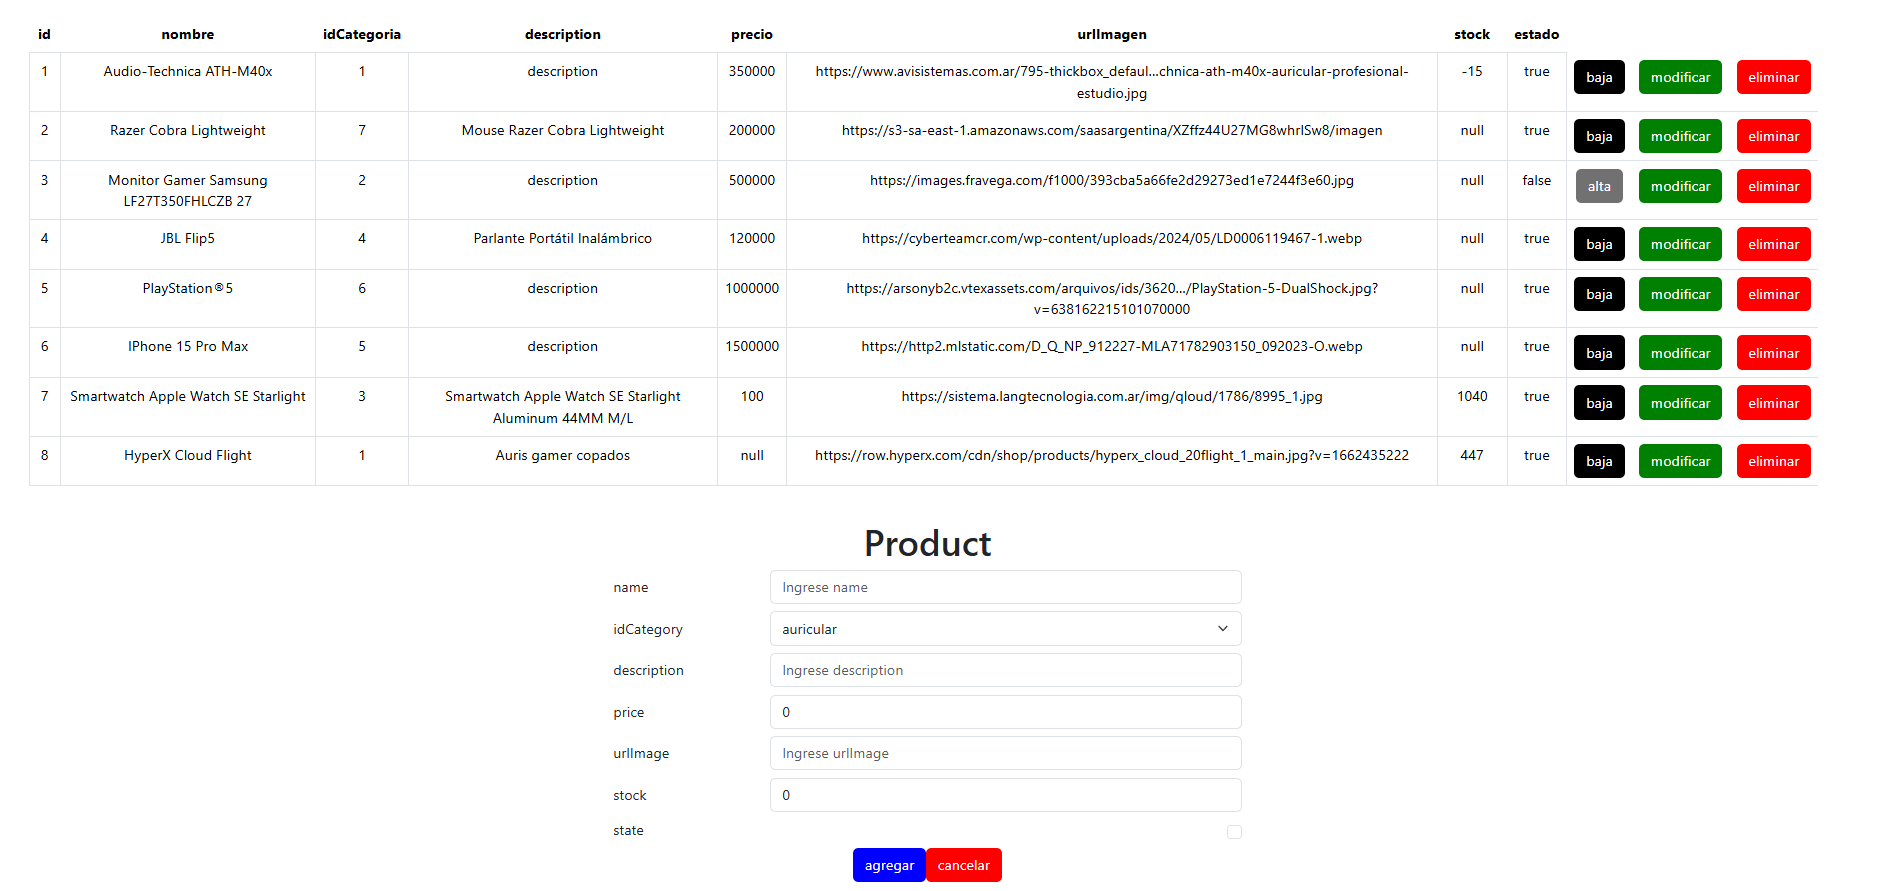 id nombre idCategoria description precio urlImagen stock estado
1 Audio-Technica ATH-M40x 1 description 350000 https://www.avisistemas.com.ar/795-thickbox_defaul...chnica-ath-m40x-auricular-profesional-estudio.jpg -15 true baja modificar eliminar
2 Razer Cobra Lightweight 7 Mouse Razer Cobra Lightweight 200000 https://s3-sa-east-1.amazonaws.com/saasargentina/XZffz44U27MG8whrlSw8/imagen null true baja modificar eliminar
3 Monitor Gamer Samsung LF27T350FHLCZB 27 2 description 500000 https://images.fravega.com/f1000/393cba5a66fe2d29273ed1e7244f3e60.jpg null false alta modificar eliminar
4 JBL Flip5 4 Parlante Portátil Inalámbrico 120000 https://cyberteamcr.com/wp-content/uploads/2024/05/LD0006119467-1.webp null true baja modificar eliminar
5 PlayStation®5 6 description 1000000 https://arsonyb2c.vtexassets.com/arquivos/ids/3620.../PlayStation-5-DualShock.jpg?v=638162215101070000 null true baja modificar eliminar
6 IPhone 15 Pro Max 5 description 1500000 https://http2.mlstatic.com/D_Q_NP_912227-MLA71782903150_092023-O.webp null true baja modificar eliminar
7 Smartwatch Apple Watch SE Starlight 3 Smartwatch Apple Watch SE Starlight Aluminum 44MM M/L 100 https://sistema.langtecnologia.com.ar/img/qloud/1786/8995_1.jpg 1040 true baja modificar eliminar
8 HyperX Cloud Flight 1 Auris gamer copados null https://row.hyperx.com/cdn/shop/products/hyperx_cloud_20flight_1_main.jpg?v=1662435222 447 true baja modificar eliminar
Product
name Ingrese name
idCategory auricular
description Ingrese description
price 0
urlImage Ingrese urlImage
stock 0
state
agregar cancelar